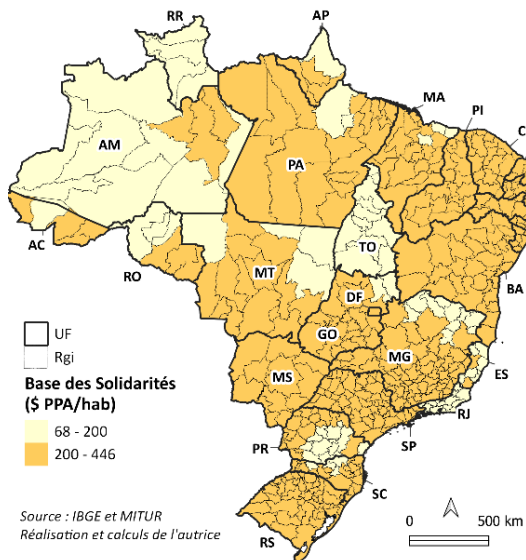 RR
AP
MA
PI
C
AM
PA
AC
RO
TO
MT
BA
DF
GO
MG
ES
MS
RJ
SP
PR
SC
RS
UF
Rgi
Base des Solidarités
($ PPA/hab)
68 - 200
200 - 446
Source : IBGE et MITUR
Réalisation et calculs de l'autrice
0 500 km